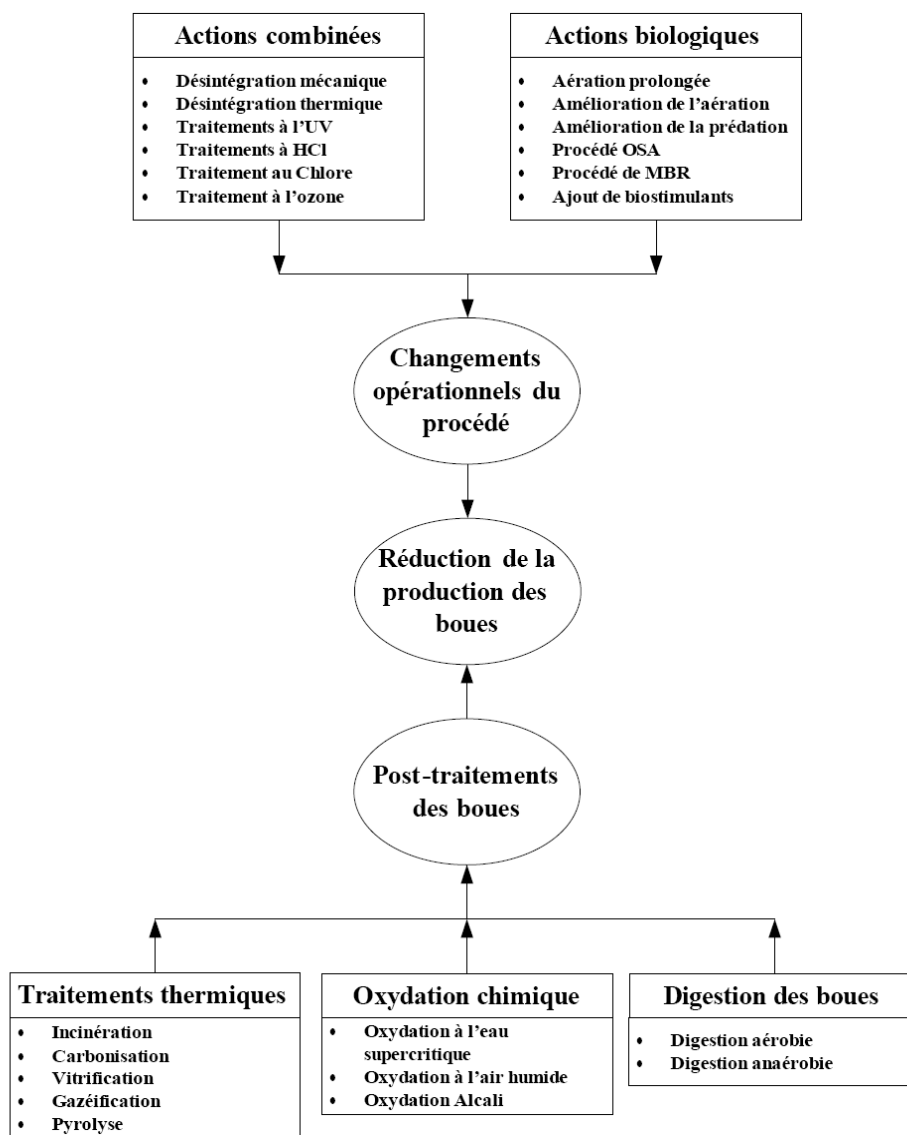 Actions combinées
• Désintégration mécanique
• Désintégration thermique
• Traitements à l’UV
• Traitements à HCl
• Traitement au Chlore
• Traitement à l’ozone
Actions biologiques
• Aération prolongée
• Amélioration de l’aération
• Amélioration de la prédation
• Procédé OSA
• Procédé de MBR
• Ajout de biostimulants
Changements
opérationnels du
procédé
Réduction de la
production des
boues
Post-traitements
des boues
Traitements thermiques
• Incinération
• Carbonisation
• Vitrification
• Gazéification
• Pyrolyse
Oxydation chimique
• Oxydation à l’eau
supercritique
• Oxydation à l’air humide
• Oxydation Alcali
Digestion des boues
• Digestion aérobie
• Digestion anaérobie